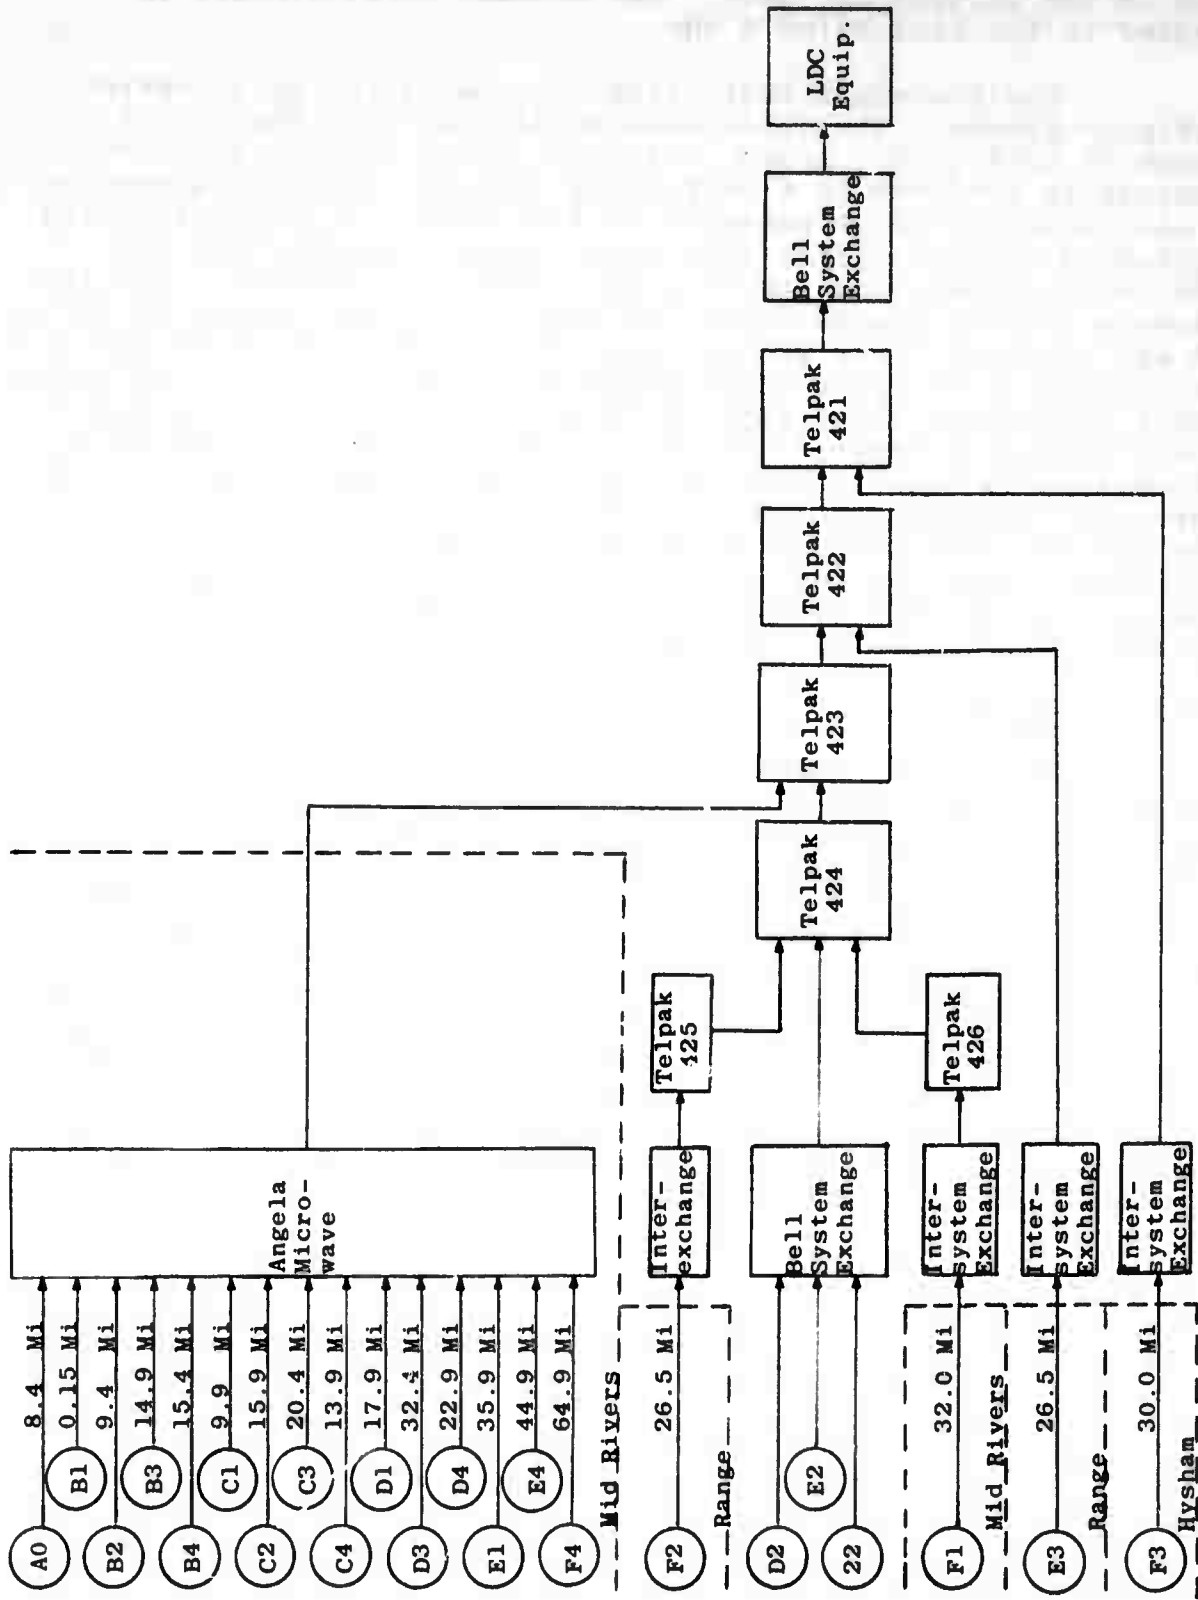 A0
8.4 Mi
B1
0.15 Mi
B2
9.4 Mi
B3
14.9 Mi
B4
15.4 Mi
C1
9.9 Mi
C2
15.9 Mi
C3
20.4 Mi
C4
13.9 Mi
D1
17.9 Mi
D3
32.4 Mi
D4
22.9 Mi
E1
35.9 Mi
E4
44.9 Mi
F4
64.9 Mi
Angela
Micro-
wave
Mid Rivers
F2
26.5 Mi
Inter-
exchange
Telpak
425
Range
D2
E2
22
Bell
System
Exchange
Telpak
424
Telpak
423
Telpak
422
Telpak
421
Bell
System
Exchange
LDC
Equip.
F1
32.0 Mi
Inter-
system
Exchange
Telpak
426
Mid Rivers
E3
26.5 Mi
Inter-
system
Exchange
Range
F3
30.0 Mi
Inter-
system
Exchange
Hysham